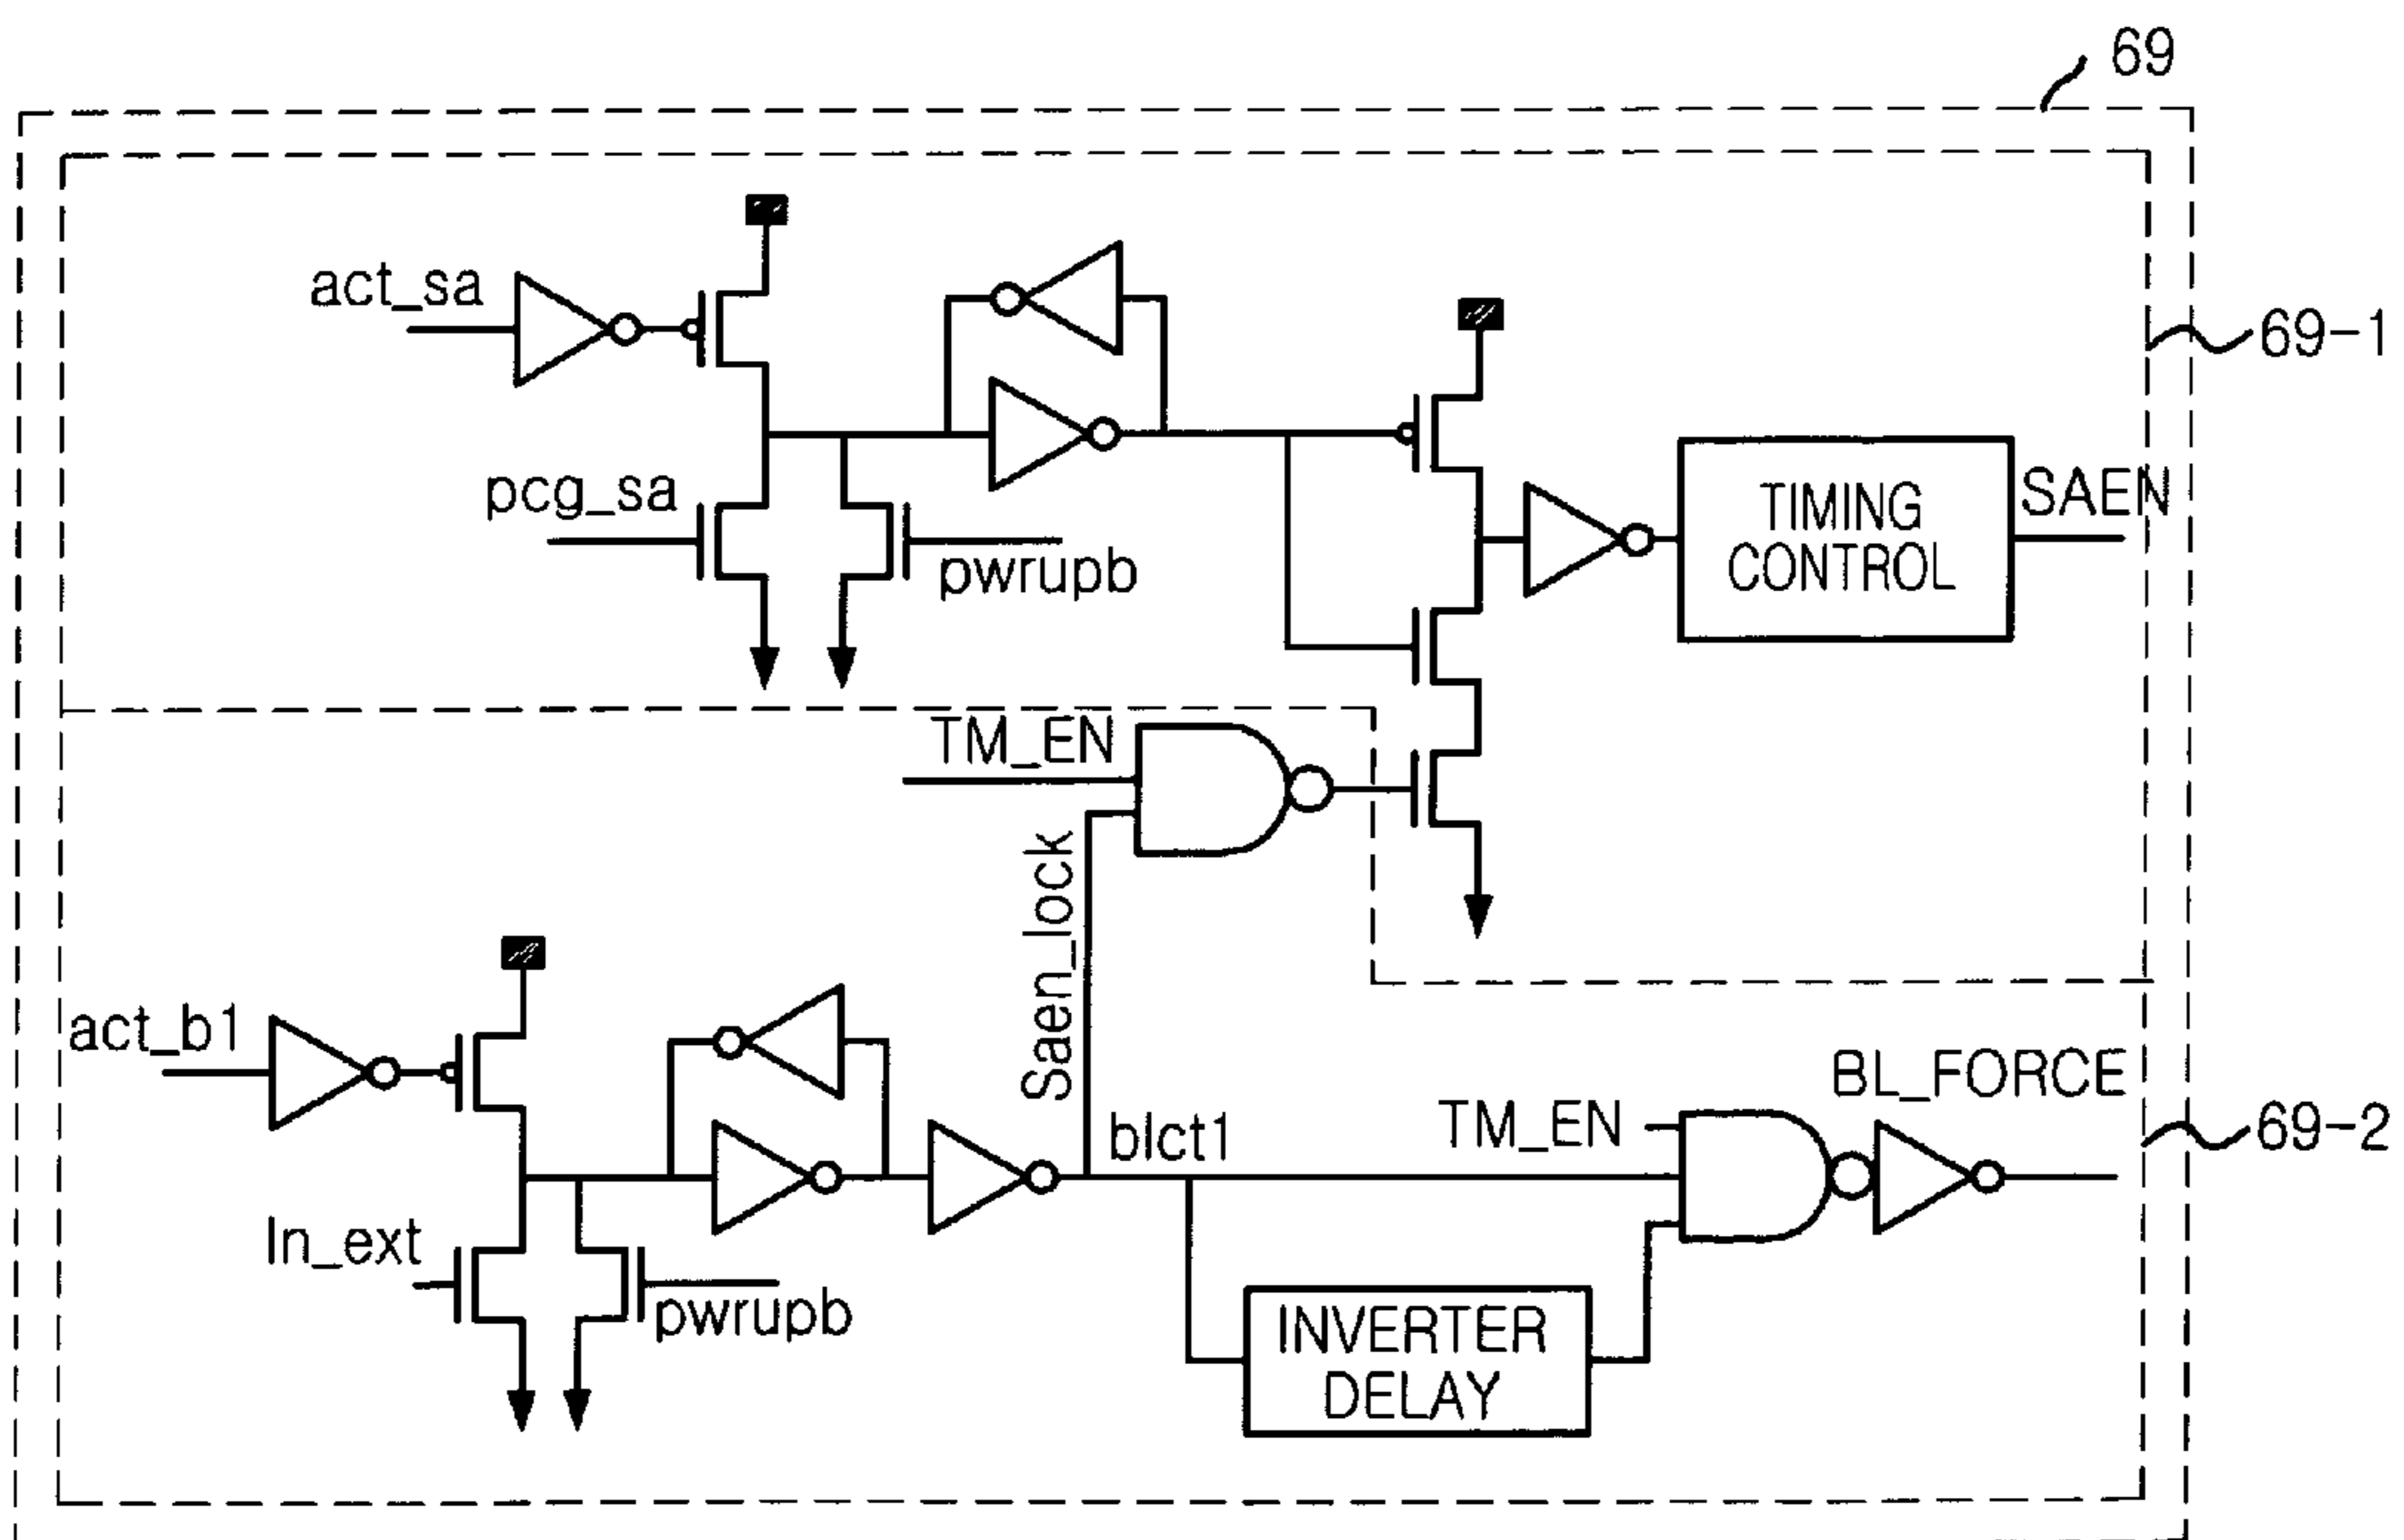 69
act_sa
69-1
pcg_sa
pwrupb
TIMING
CONTROL
SAEN
TM_EN
Saen_lock
act_b1
blct1
TM_EN
BL_FORCE
69-2
In_ext
pwrupb
INVERTER
DELAY